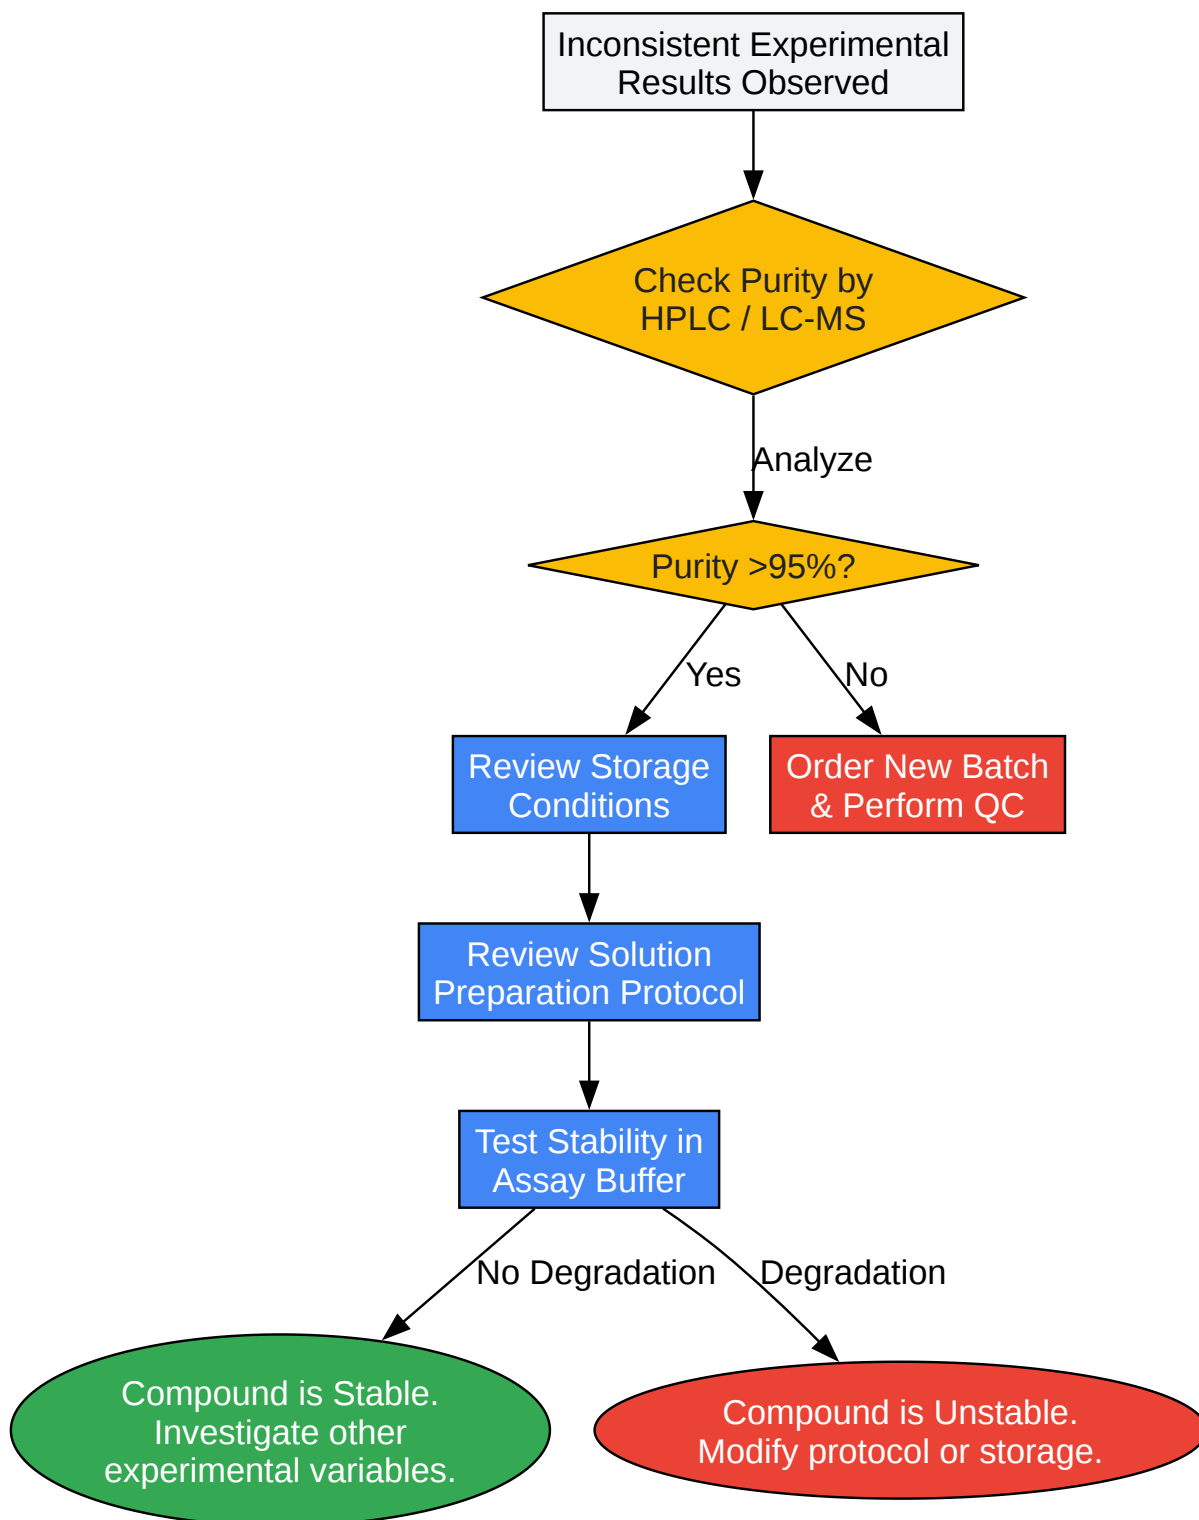 Inconsistent Experimental
Results Observed
Check Purity by
HPLC / LC-MS
Analyze
Purity >95%?
Yes
No
Review Storage
Conditions
Order New Batch
& Perform QC
Review Solution
Preparation Protocol
Test Stability in
Assay Buffer
No Degradation
Degradation
Compound is Stable.
Investigate other
experimental variables.
Compound is Unstable.
Modify protocol or storage.